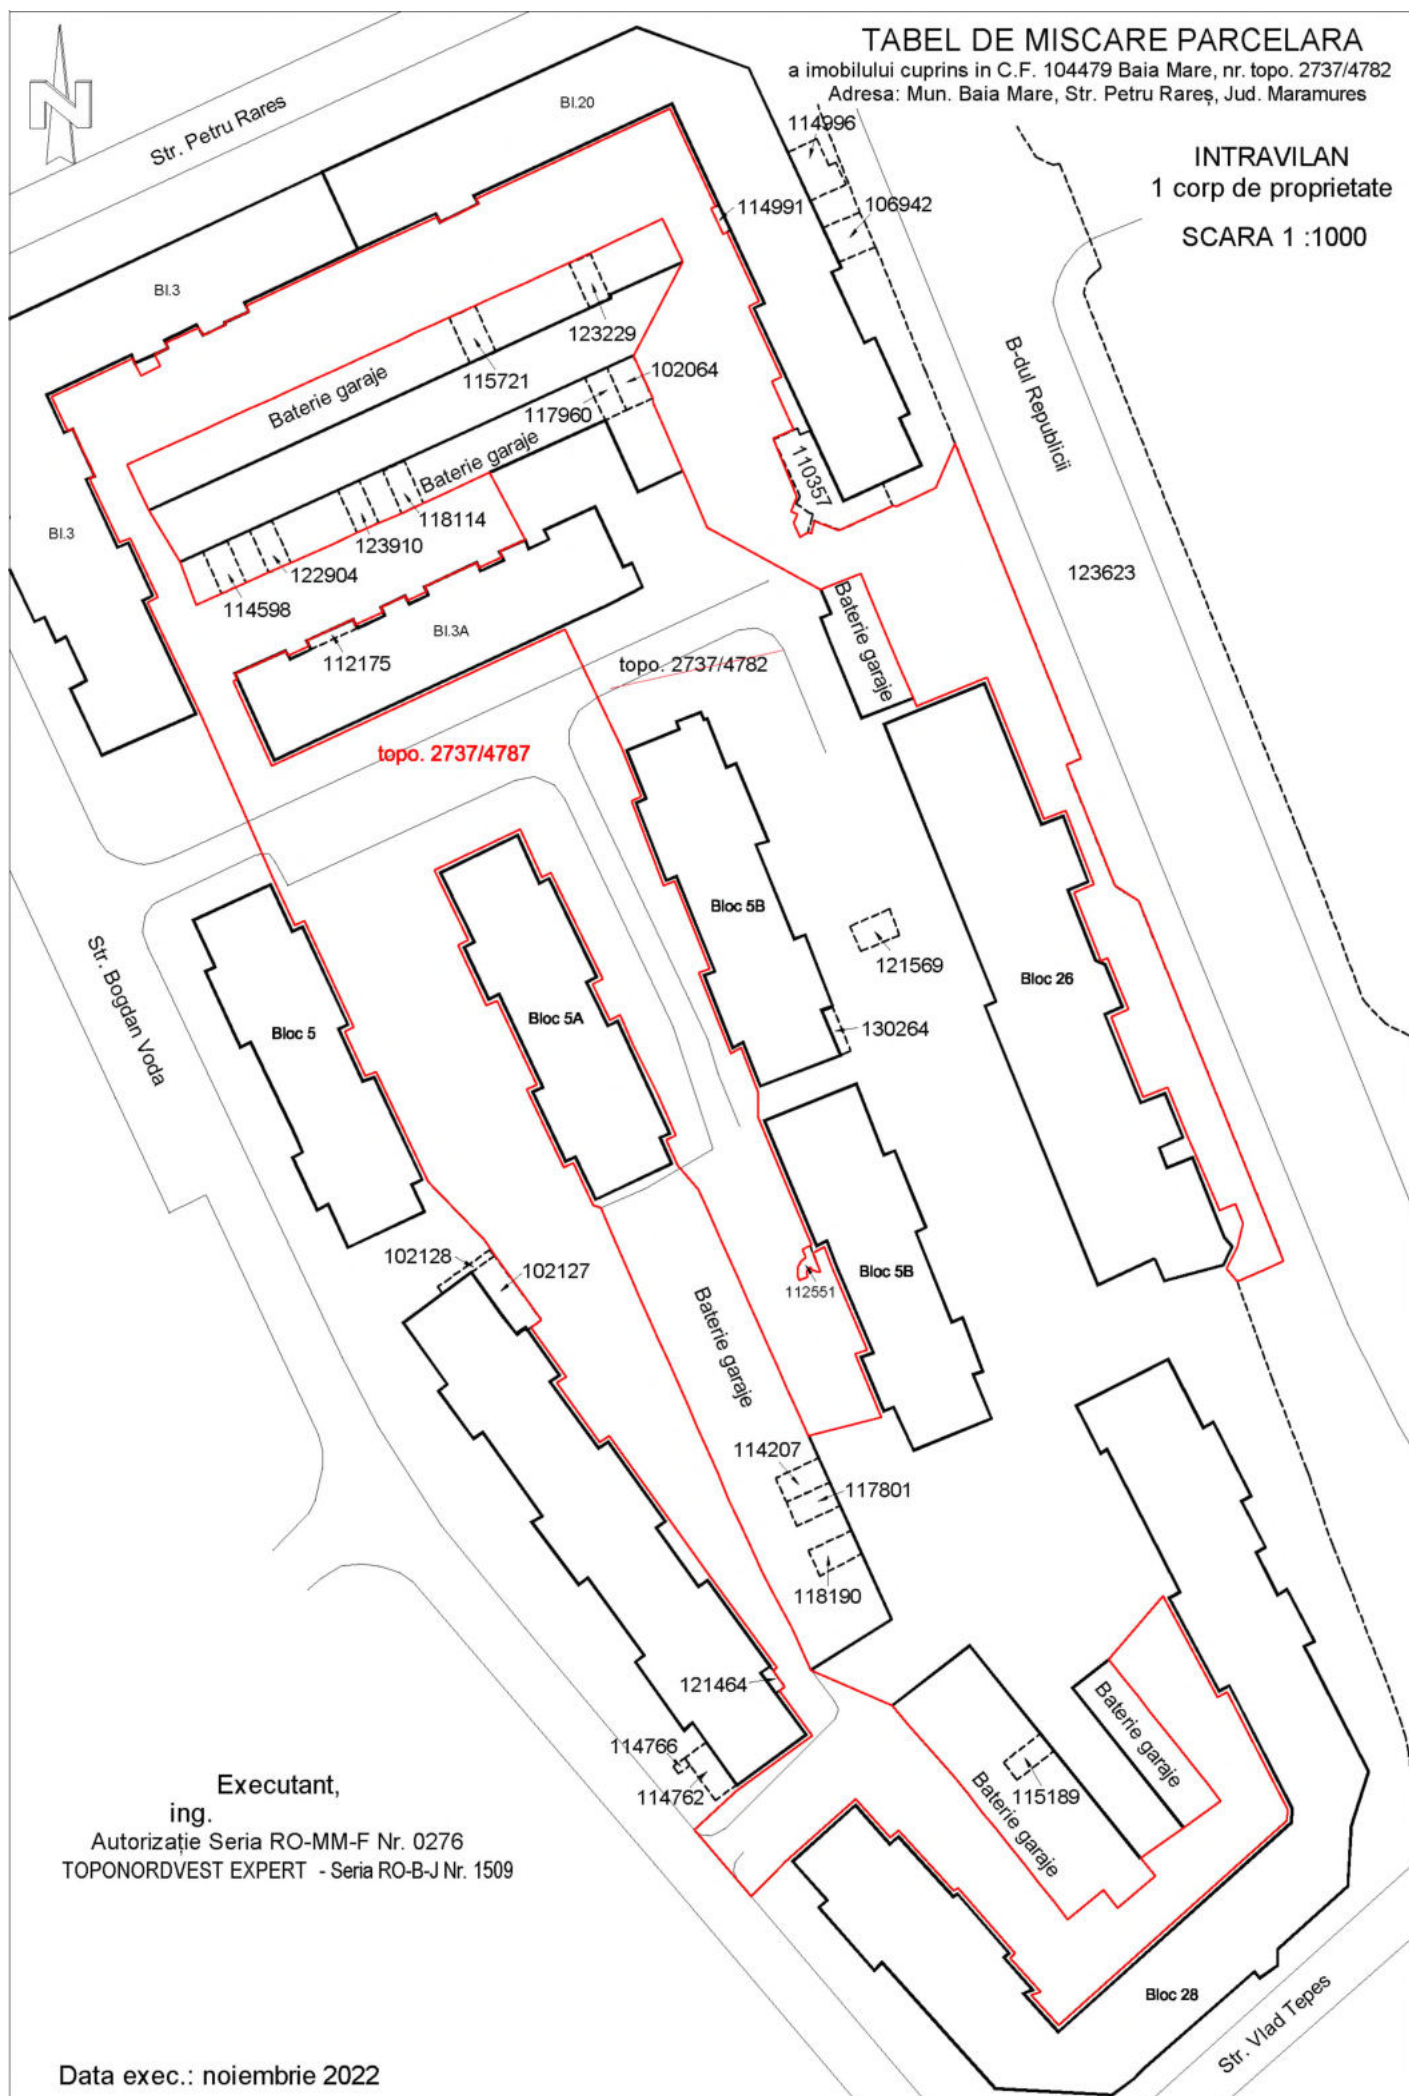 TABEL DE MISCARE PARCELARA
a imobilului cuprins in C.F. 104479 Baia Mare, nr. topo. 2737/4782
Adresa: Mun. Baia Mare, Str. Petru Rareș, Jud. Maramures
INTRAVILAN
1 corp de proprietate
SCARA 1 :1000
N
Str. Petru Rares
Bl.20
114996
114991
106942
Bl.3
123229
B-dul Republicii
115721
102064
Baterie garaje
117960
Baterie garaje
110357
Bl.3
118114
123910
122904
123623
114598
Baterie garaje
Bl.3A
112175
topo. 2737/4782
topo. 2737/4787
Bloc 5B
121569
Bloc 26
Str. Bogdan Voda
Bloc 5A
Bloc 5
130264
102128
102127
Bloc 5B
112551
Baterie garaje
114207
117801
118190
121464
Baterie garaje
114766
114762
115189
Baterie garaje
Executant,
ing.
Autorizație Seria RO-MM-F Nr. 0276
TOPONORDVEST EXPERT - Seria RO-B-J Nr. 1509
Bloc 28
Str. Vlad Tepes
Data exec.: noiembrie 2022